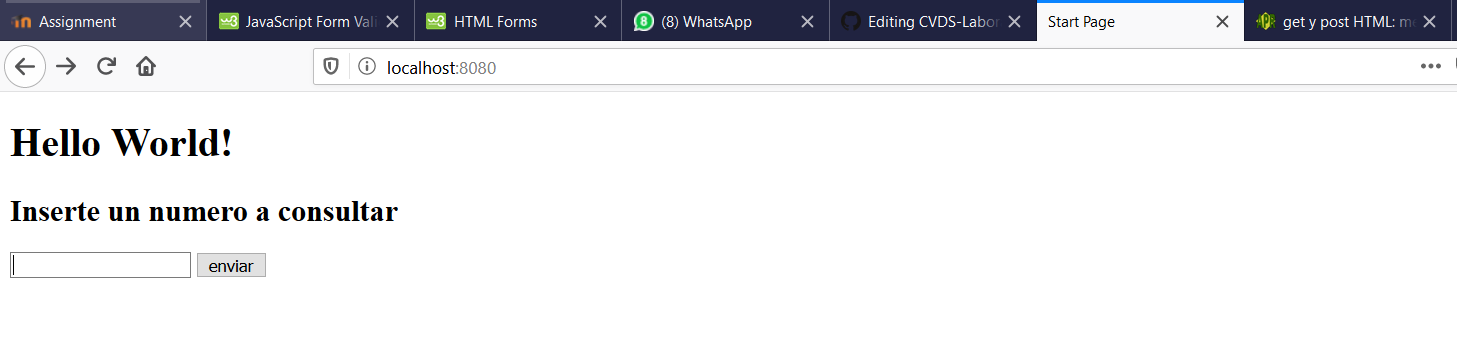 Assignment JavaScript Form Vali HTML Forms (8) WhatsApp Editing CVDS-Labor Start Page get y post HTML: me
localhost:8080
Hello World!
Inserte un numero a consultar
enviar